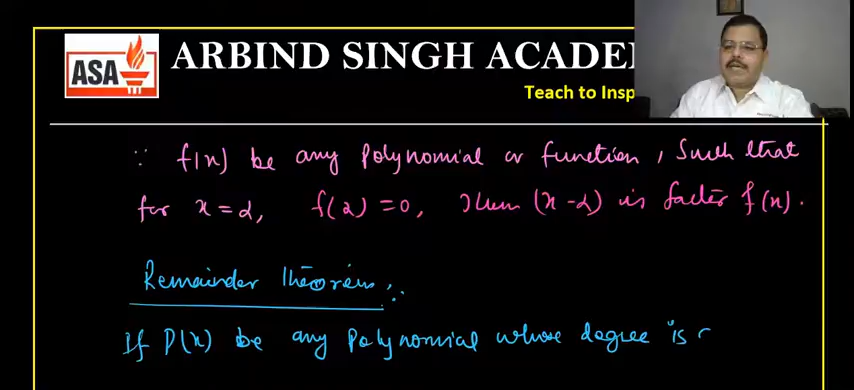 ASA
ARBIND SINGH ACADE
Teach to Insp
∵ f(x) be any polynomial or function, such that
for x = α, f(α) = 0, then (x - α) is factor f(x).
Remainder Theorem ∵
If P(x) be any polynomial whose degree is